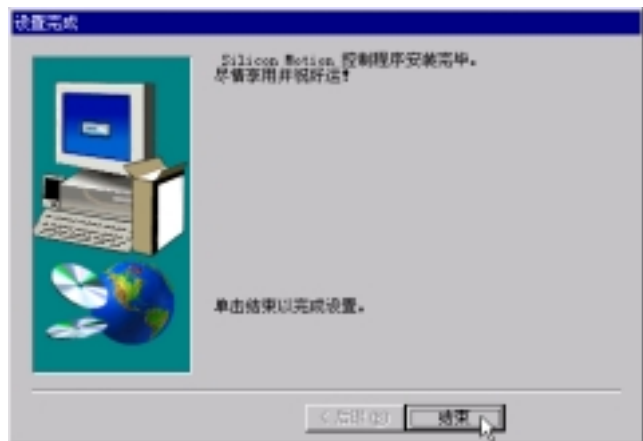 设置完成
Silicon Motion 控制程序安装完毕。
尽情享用并祝好运!
单击结束以完成设置。
< 后退(B)
结束